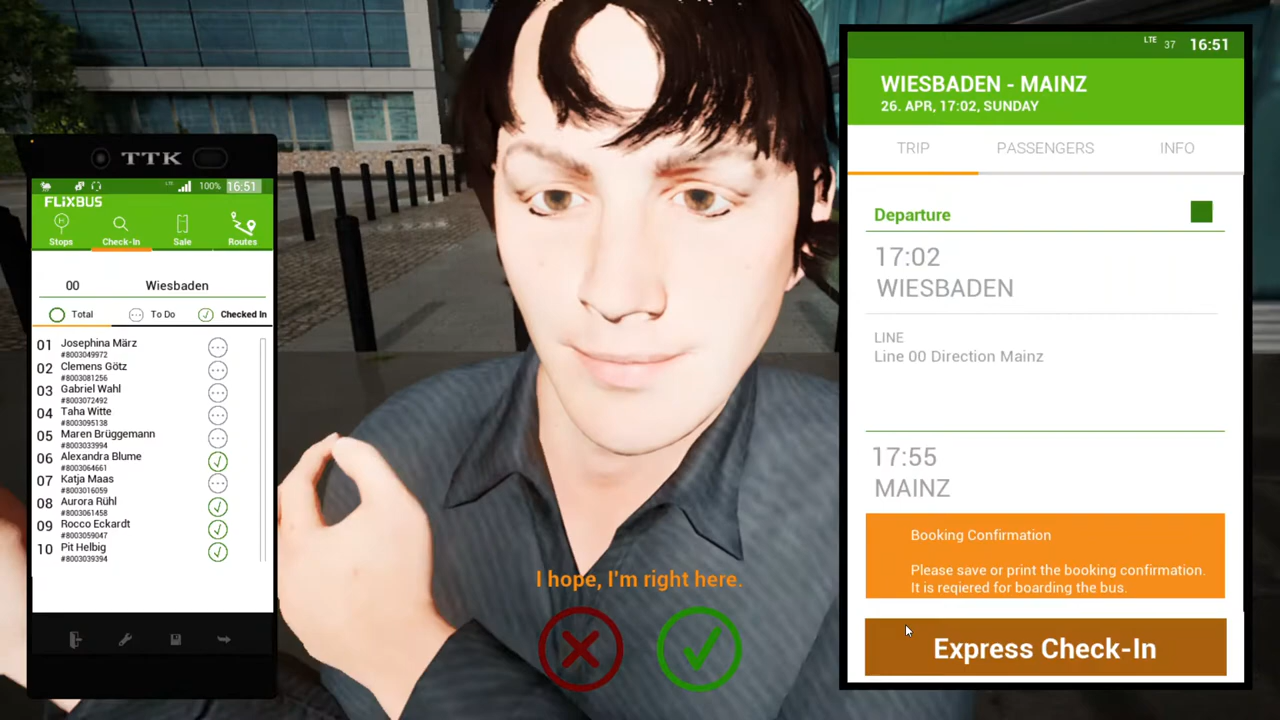 TTK
100% 16:51
FLiXBUS
Stops Check-In Sale Routes
00 Wiesbaden
Total To Do Checked In
01 Josephina März
#8003049972
02 Clemens Götz
#8003081256
03 Gabriel Wahl
#8003072492
04 Taha Witte
#8003095138
05 Maren Brüggemann
#8003033994
06 Alexandra Blume
#8003064661
07 Katja Maas
#8003016059
08 Aurora Rühl
#8003061458
09 Rocco Eckardt
#8003059047
10 Pit Helbig
#8003039394
I hope, I'm right here.
LTE 37 16:51
WIESBADEN - MAINZ
26. APR, 17:02, SUNDAY
TRIP PASSENGERS INFO
Departure
17:02
WIESBADEN
LINE
Line 00 Direction Mainz
17:55
MAINZ
Booking Confirmation
Please save or print the booking confirmation.
It is reqiered for boarding the bus.
Express Check-In